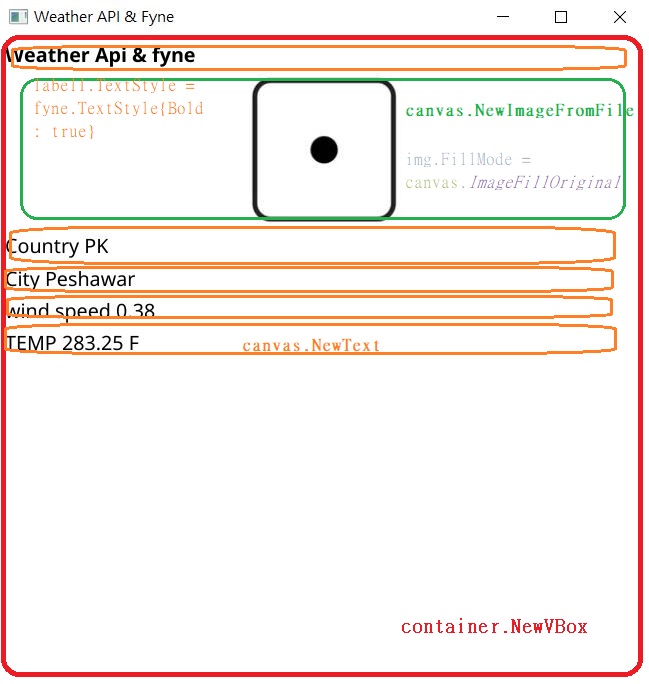 Weather API & Fyne
Weather Api & fyne
label1.TextStyle =
fyne.TextStyle{Bold
: true}
canvas.NewImageFromFile
img.FillMode =
canvas.ImageFillOriginal
Country PK
City Peshawar
wind speed 0.38
TEMP 283.25 F
canvas.NewText
container.NewVBox